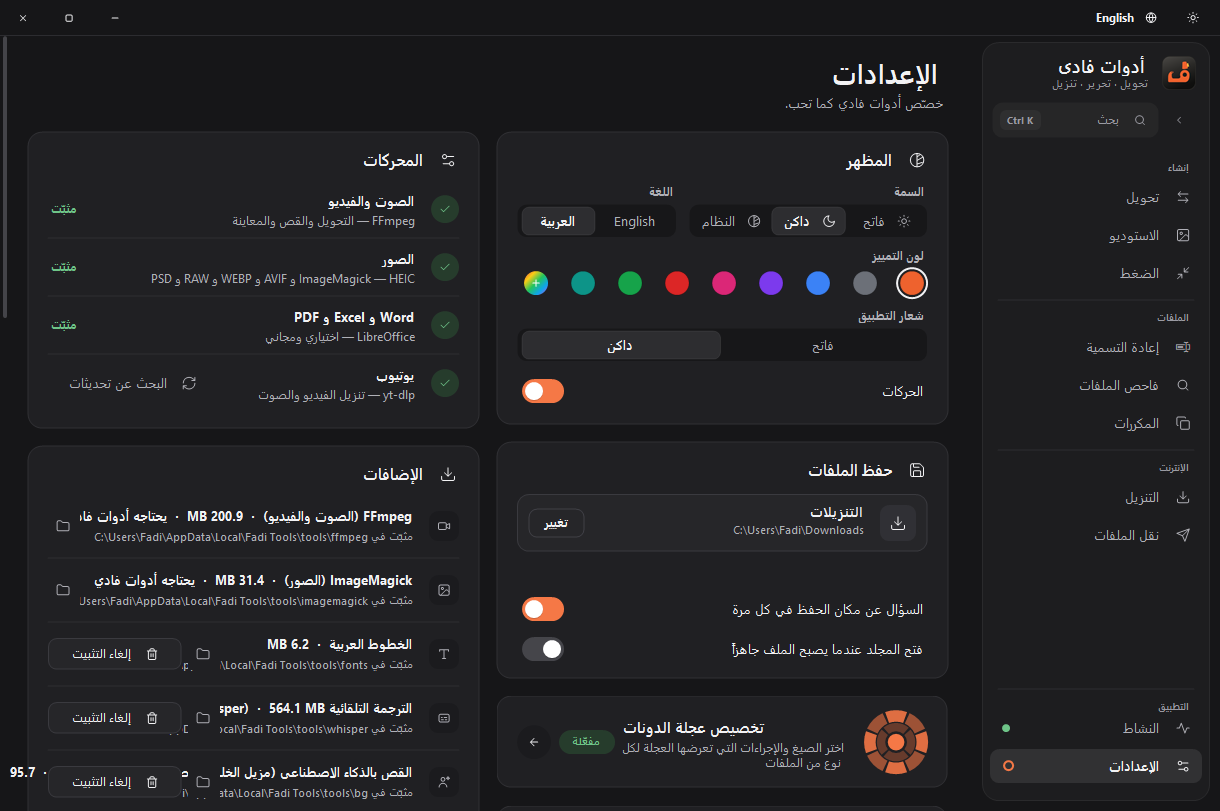 English
أدوات فادي
تحويل · تحرير · تنزيل
بحث
Ctrl K
إنشاء
تحويل
الاستوديو
الضغط
الملفات
إعادة التسمية
فاحص الملفات
المكررات
الإنترنت
التنزيل
نقل الملفات
التطبيق
النشاط
الإعدادات
الإعدادات
خصّص أدوات فادي كما تحب.
المظهر
السمة
اللغة
فاتح
داكن
النظام
English
العربية
لون التمييز
شعار التطبيق
فاتح
داكن
الحركات
حفظ الملفات
التنزيلات
C:\Users\Fadi\Downloads
تغيير
السؤال عن مكان الحفظ في كل مرة
فتح المجلد عندما يصبح الملف جاهزاً
تخصيص عجلة الدونات
اختر الصيغ والإجراءات التي تعرضها العجلة لكل
نوع من الملفات
مفعّلة
المحركات
الصوت والفيديو
FFmpeg — التحويل والقص والمعاينة
مثبّت
الصور
ImageMagick — HEIC و AVIF و WEBP و RAW و PSD
مثبّت
Word و Excel و PDF
LibreOffice — اختياري ومجاني
مثبّت
يوتيوب
yt-dlp — تنزيل الفيديو والصوت
البحث عن تحديثات
الإضافات
FFmpeg (الصوت والفيديو) · 200.9 MB · يحتاجه أدوات فاد
مثبّت في C:\Users\Fadi\AppData\Local\Fadi Tools\tools\ffmpeg
ImageMagick (الصور) · 31.4 MB · يحتاجه أدوات فادي
مثبّت في Users\Fadi\AppData\Local\Fadi Tools\tools\imagemagick
الخطوط العربية · 6.2 MB
مثبّت في \Local\Fadi Tools\tools\fonts
إلغاء التثبيت
الترجمة التلقائية (sper · 564.1 MB
مثبّت في ocal\Fadi Tools\tools\whisper
إلغاء التثبيت
القص بالذكاء الاصطناعي (مزيل الخل · 95.7
مثبّت في ata\Local\Fadi Tools\tools\bg
إلغاء التثبيت